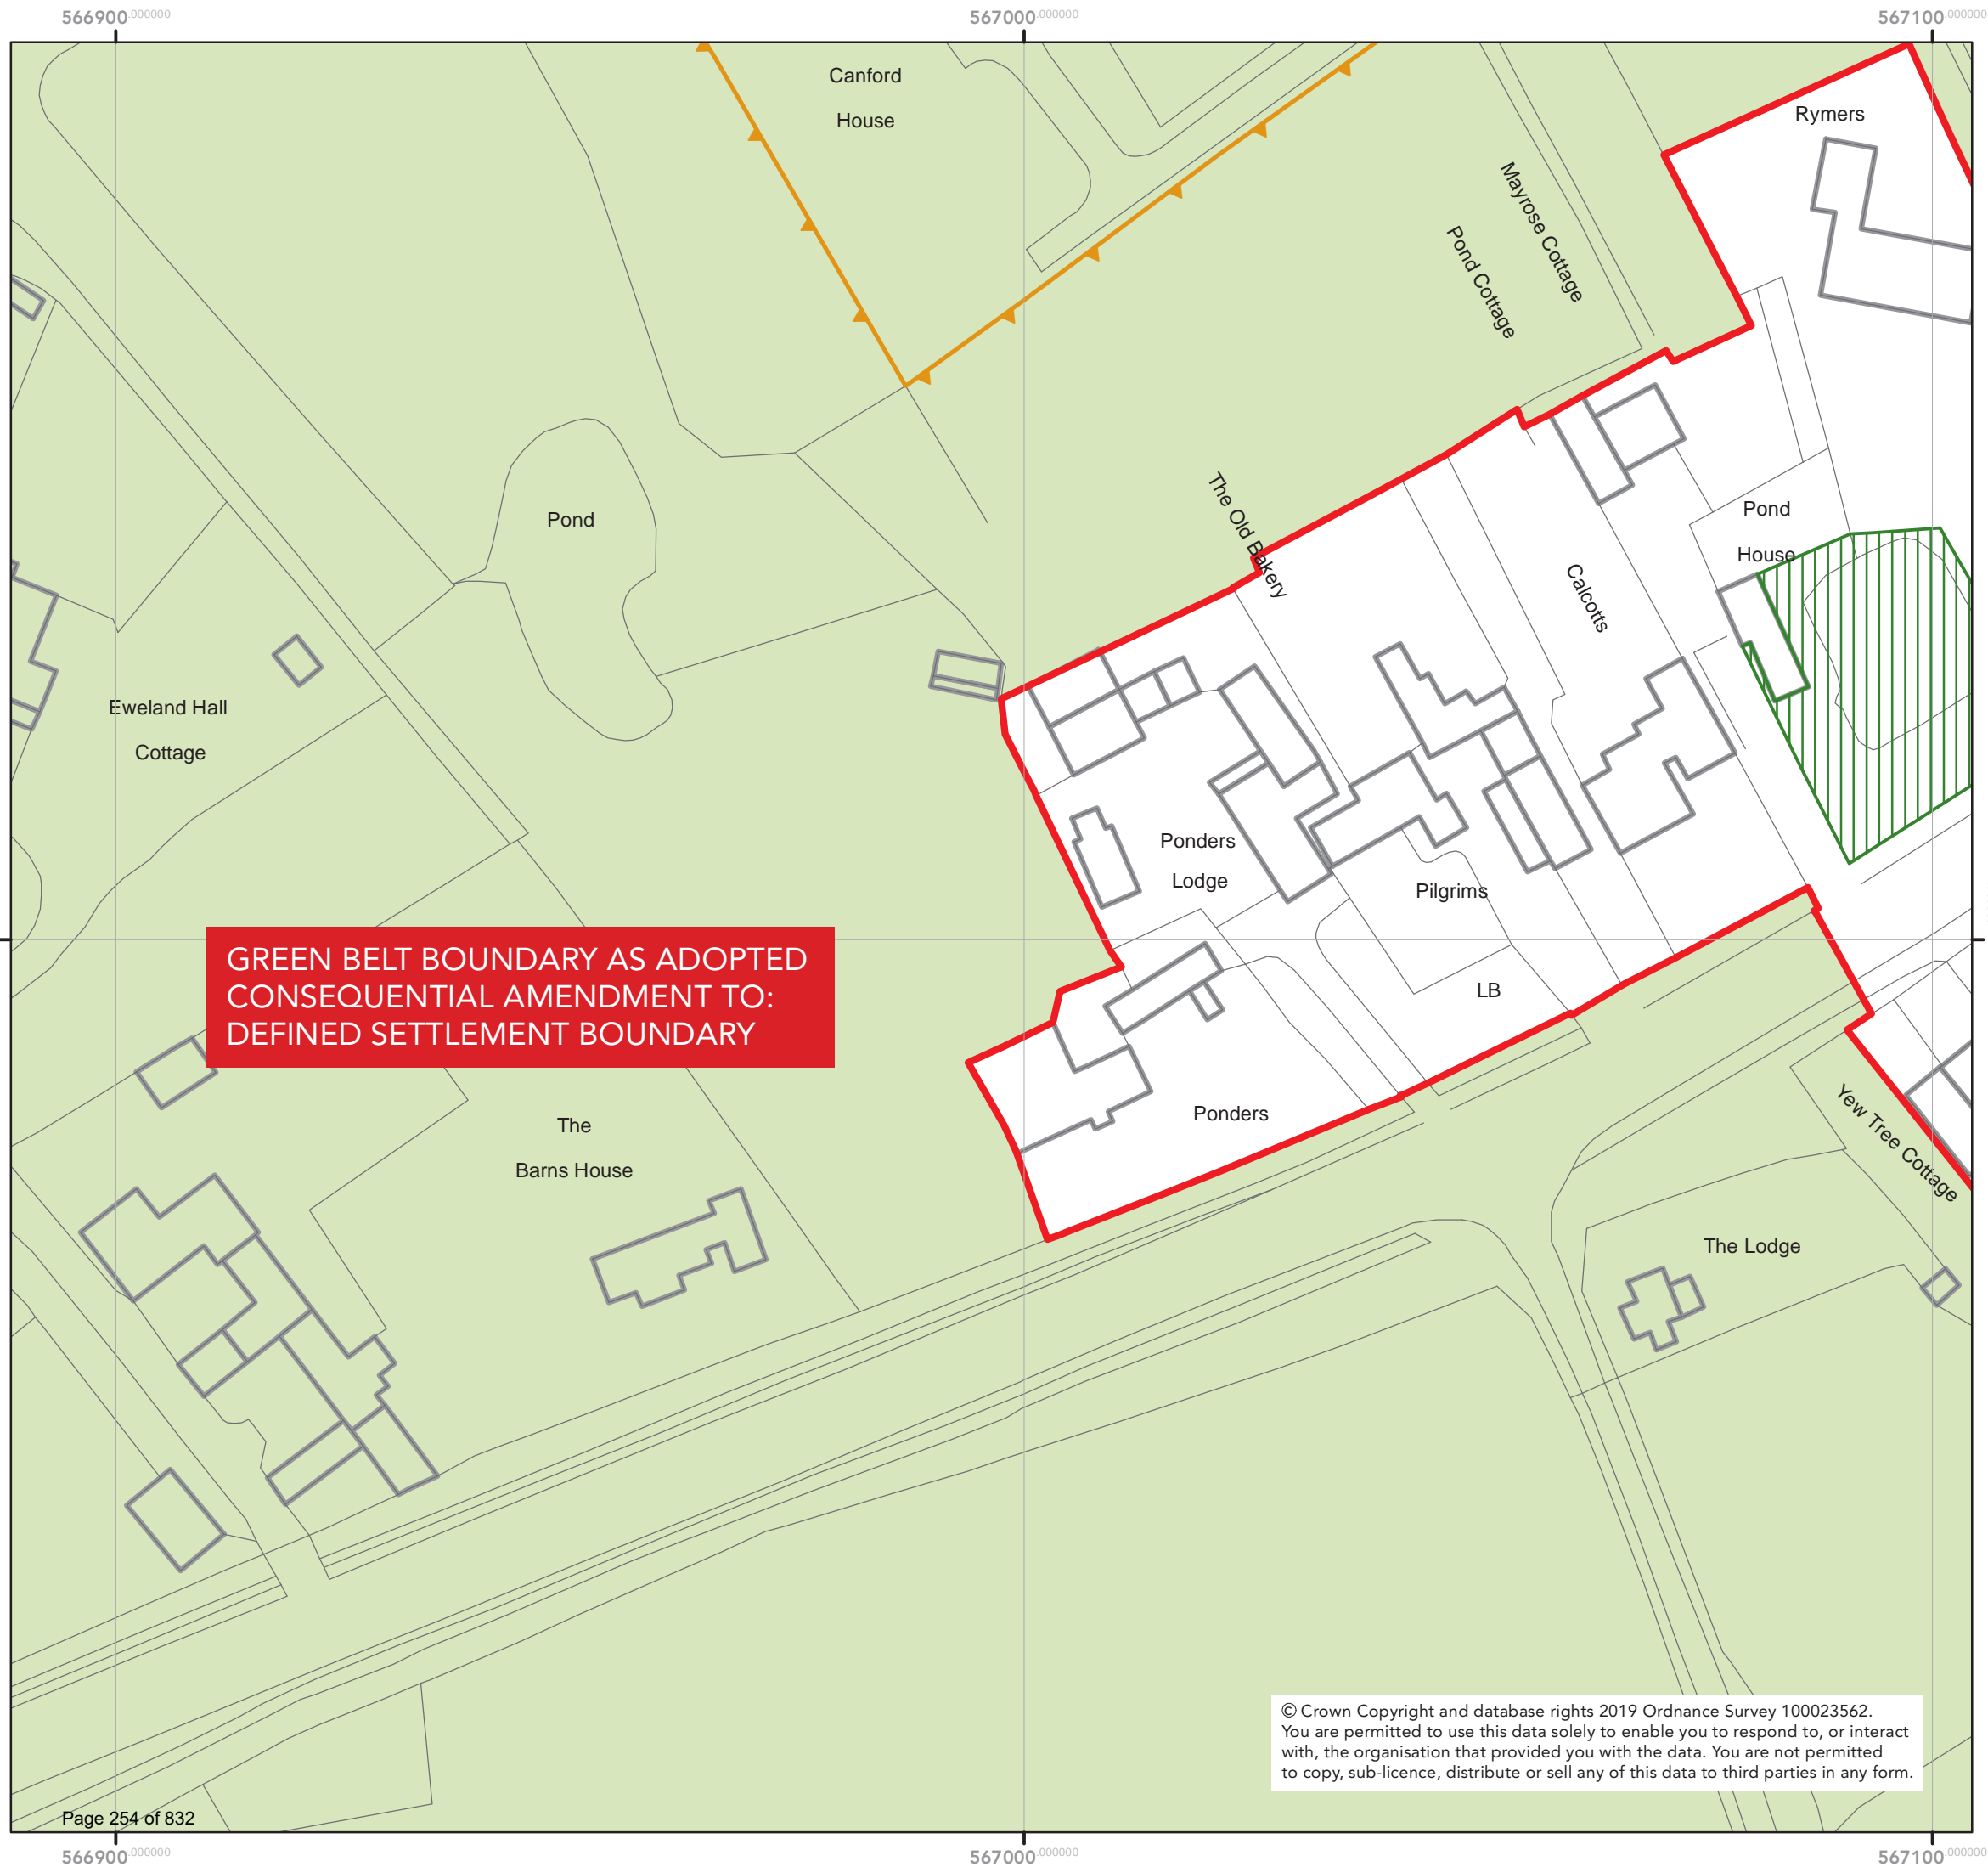 566900.000000
567000.000000
567100.000000
Canford
House
Rymers
Mayrose Cottage
Pond Cottage
The Old Bakery
Pond
Pond
House
Calcotts
Eweland Hall
Cottage
Ponders
Lodge
Pilgrims
GREEN BELT BOUNDARY AS ADOPTED
CONSEQUENTIAL AMENDMENT TO:
DEFINED SETTLEMENT BOUNDARY
LB
Ponders
The
Barns House
Yew Tree Cottage
The Lodge
© Crown Copyright and database rights 2019 Ordnance Survey 100023562.
You are permitted to use this data solely to enable you to respond to, or interact
with, the organisation that provided you with the data. You are not permitted
to copy, sub-licence, distribute or sell any of this data to third parties in any form.
Page 254 of 832
566900.000000
567000.000000
567100.000000